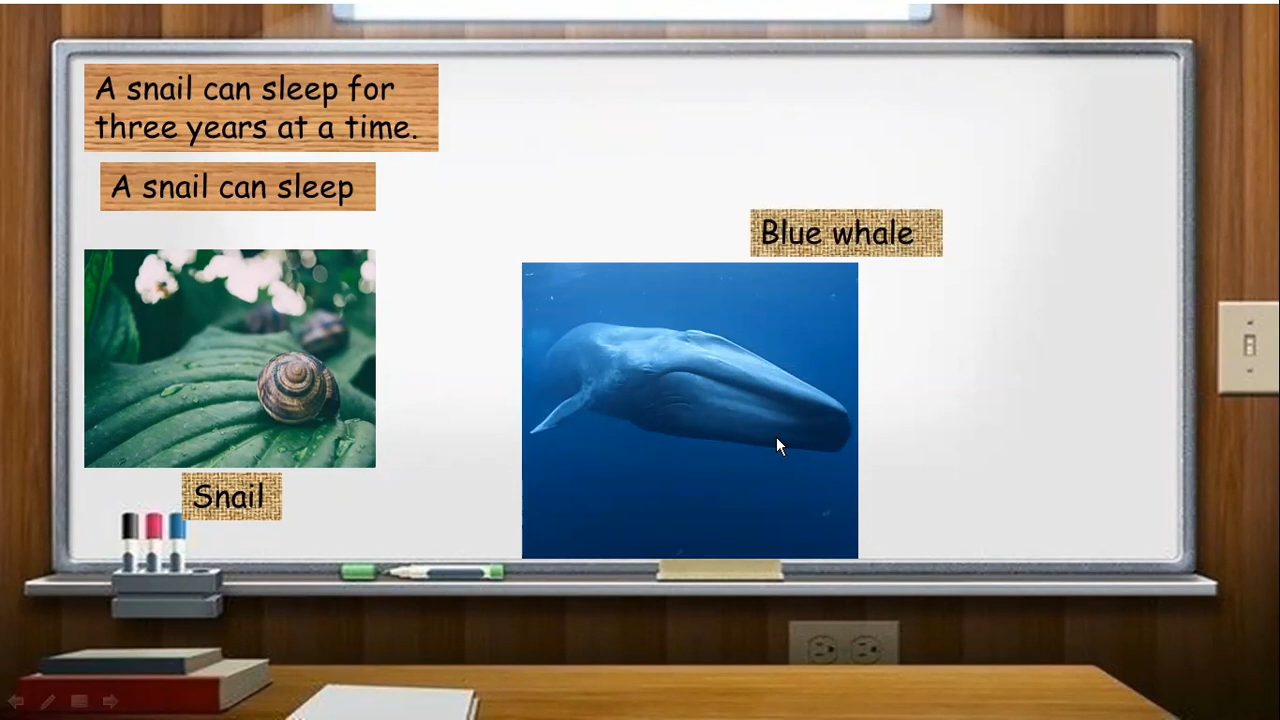 A snail can sleep for
three years at a time.
A snail can sleep
Blue whale
Snail